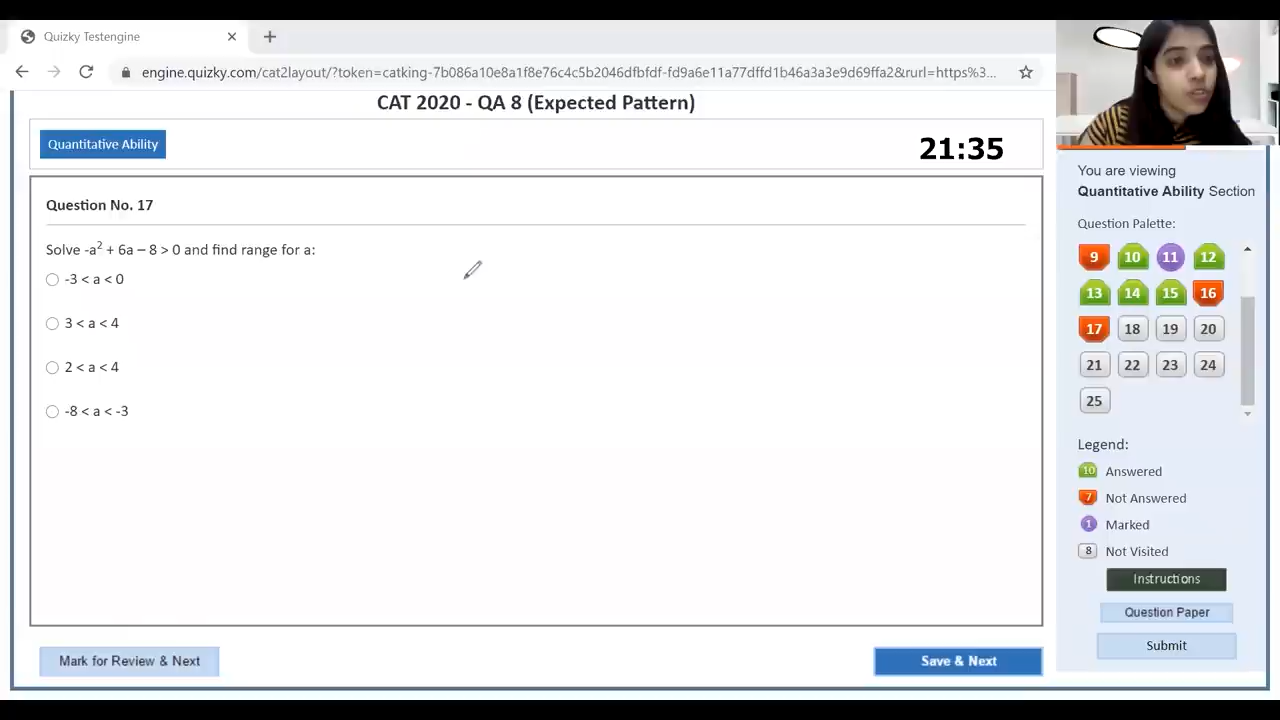 Quizky Testengine
engine.quizky.com/cat2layout/?token=catking-7b086a10e8a1f8e76c4c5b2046dfbfdf-fd9a6e11a77dffd1b46a3a3e9d69ffa2&rurl=https%3...
CAT 2020 - QA 8 (Expected Pattern)
Quantitative Ability
21:35
Question No. 17
Solve -a² + 6a – 8 > 0 and find range for a:
-3 < a < 0
3 < a < 4
2 < a < 4
-8 < a < -3
Mark for Review & Next
Save & Next
You are viewing
Quantitative Ability Section
Question Palette:
9 10 11 12
13 14 15 16
17 18 19 20
21 22 23 24
25
Legend:
10 Answered
7 Not Answered
1 Marked
8 Not Visited
Instructions
Question Paper
Submit